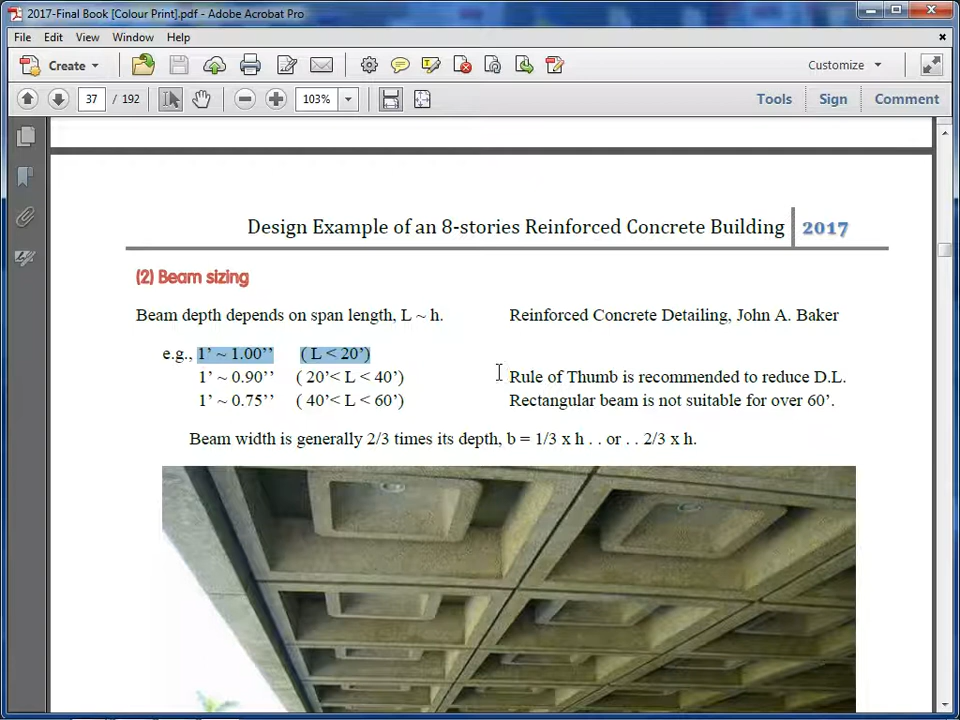 2017-Final Book [Colour Print].pdf - Adobe Acrobat Pro
File Edit View Window Help
Create Customize
37 / 192 103% Tools Sign Comment
Design Example of an 8-stories Reinforced Concrete Building 2017
(2) Beam sizing
Beam depth depends on span length, L ~ h. Reinforced Concrete Detailing, John A. Baker
e.g., 1’ ~ 1.00’’ ( L < 20’)
1’ ~ 0.90’’ ( 20’< L < 40’) Rule of Thumb is recommended to reduce D.L.
1’ ~ 0.75’’ ( 40’< L < 60’) Rectangular beam is not suitable for over 60’.
Beam width is generally 2/3 times its depth, b = 1/3 x h . . or . . 2/3 x h.